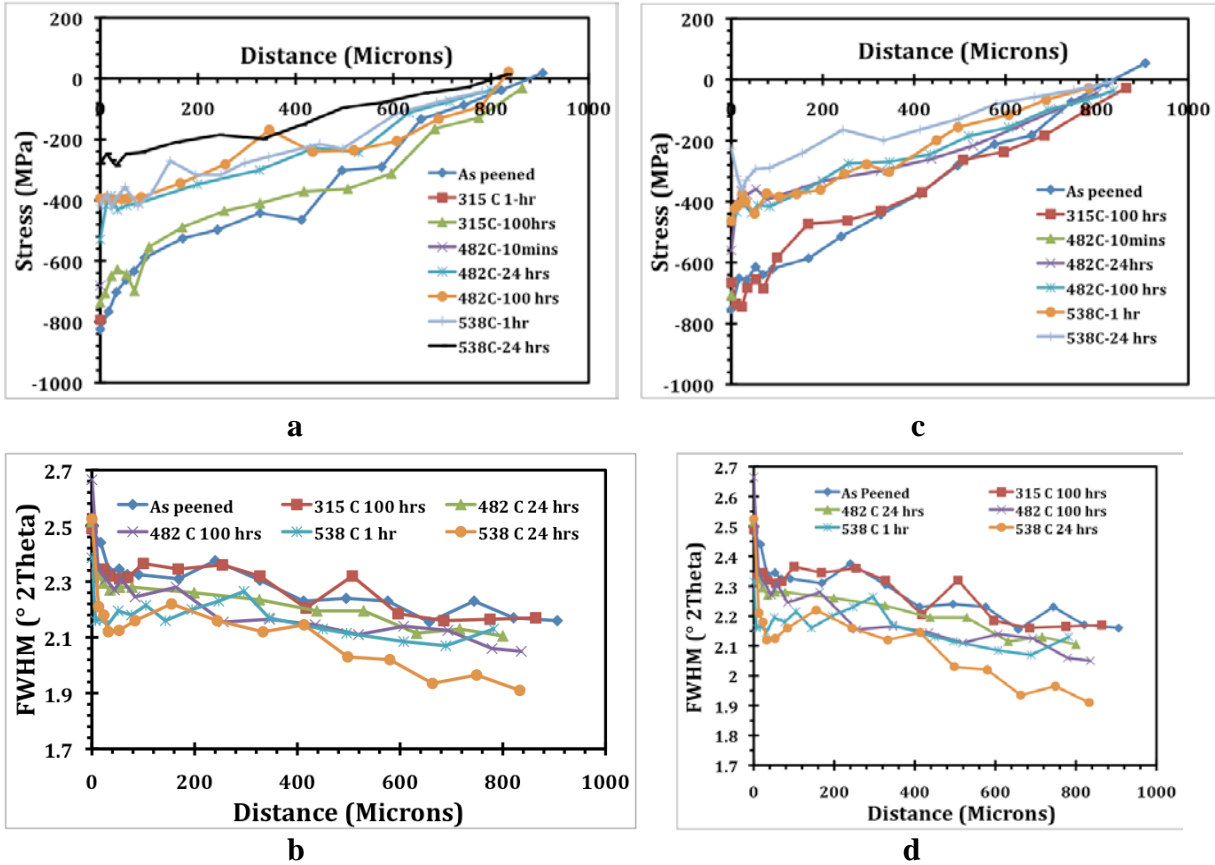 200
0
-200
-400
-600
-800
-1000
0
200
400
600
800
1000
Distance (Microns)
Stress (MPa)
As peened
315 C 1-hr
315C-100hrs
482C-10mins
482C-24 hrs
482C-100 hrs
538C-1hr
538C-24 hrs
a
200
0
-200
-400
-600
-800
-1000
0
200
400
600
800
1000
Distance (Microns)
Stress (MPa)
As peened
315C-100 hrs
482C-10mins
482C-24hrs
482C-100 hrs
538C-1 hr
538C-24 hrs
c
2.7
2.5
2.3
2.1
1.9
1.7
0
200
400
600
800
1000
FWHM (° 2Theta)
Distance (Microns)
As peened
315 C 100 hrs
482 C 24 hrs
482 C 100 hrs
538 C 1 hr
538 C 24 hrs
b
2.7
2.6
2.5
2.4
2.3
2.2
2.1
2
1.9
1.8
1.7
0
200
400
600
800
1000
FWHM (° 2Theta)
Distance (Microns)
As Peened
315 C 100 hrs
482 C 24 hrs
482 C 100 hrs
538 C 1 hr
538 C 24 hrs
d